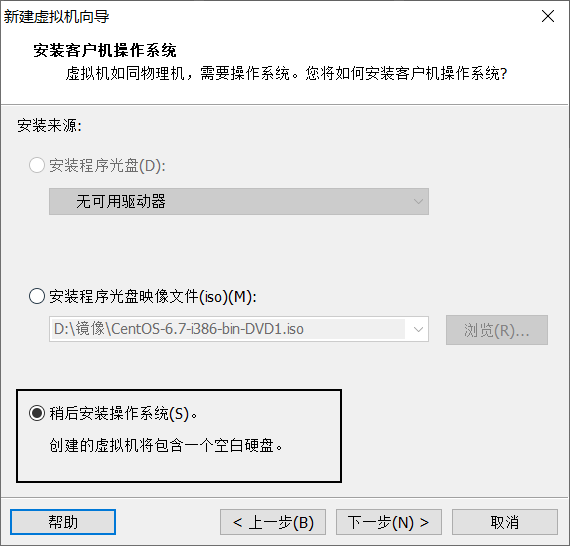 新建虚拟机向导
安装客户机操作系统
虚拟机如同物理机，需要操作系统。您将如何安装客户机操作系统?
安装来源:
安装程序光盘(D):
无可用驱动器
安装程序光盘映像文件(iso)(M):
D:\镜像\CentOS-6.7-i386-bin-DVD1.iso
浏览(R)...
稍后安装操作系统(S)。
创建的虚拟机将包含一个空白硬盘。
帮助
< 上一步(B)
下一步(N) >
取消